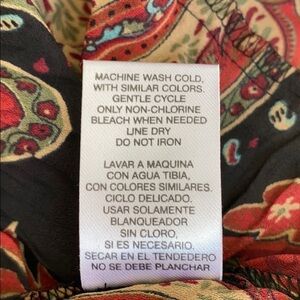 MACHINE WASH COLD,
WITH SIMILAR COLORS.
GENTLE CYCLE
ONLY NON-CHLORINE
BLEACH WHEN NEEDED
LINE DRY
DO NOT IRON
LAVAR A MAQUINA
CON AGUA TIBIA,
CON COLORES SIMILARES.
CICLO DELICADO.
USAR SOLAMENTE
BLANQUEADOR
SIN CLORO,
SI ES NECESARIO.
SECAR EN EL TENDEDERO
NO SE DEBE PLANCHAR